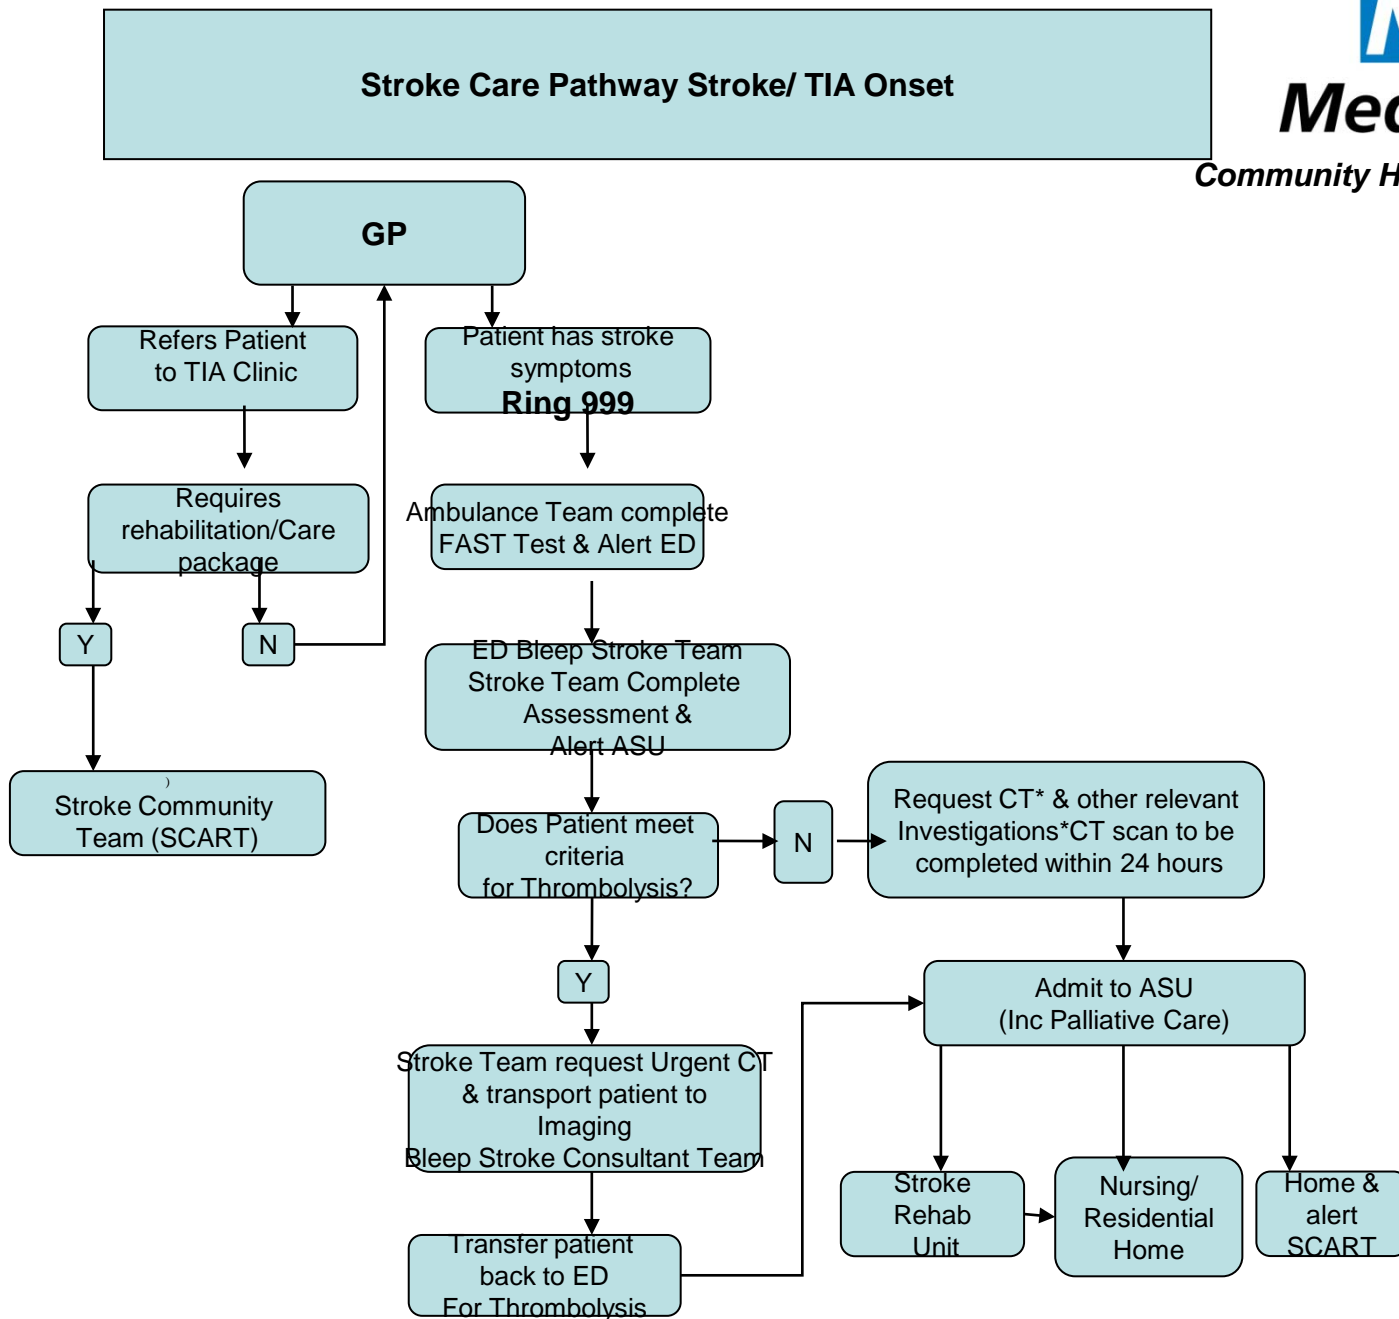 Stroke Care Pathway Stroke/ TIA Onset
Community H
GP
Refers Patient
to TIA Clinic
Patient has stroke
symptoms
Ring 999
Requires
rehabilitation/Care
package
Ambulance Team complete
FAST Test & Alert ED
Y
N
ED Bleep Stroke Team
Stroke Team Complete
Assessment &
Alert ASU
)
Stroke Community
Team (SCART)
Does Patient meet
criteria
for Thrombolysis?
N
Request CT* & other relevant
Investigations*CT scan to be
completed within 24 hours
Y
Admit to ASU
(Inc Palliative Care)
Stroke Team request Urgent CT
& transport patient to
Imaging
Bleep Stroke Consultant Team
Stroke
Rehab
Unit
Nursing/
Residential
Home
Home &
alert
SCART
Transfer patient
back to ED
For Thrombolysis